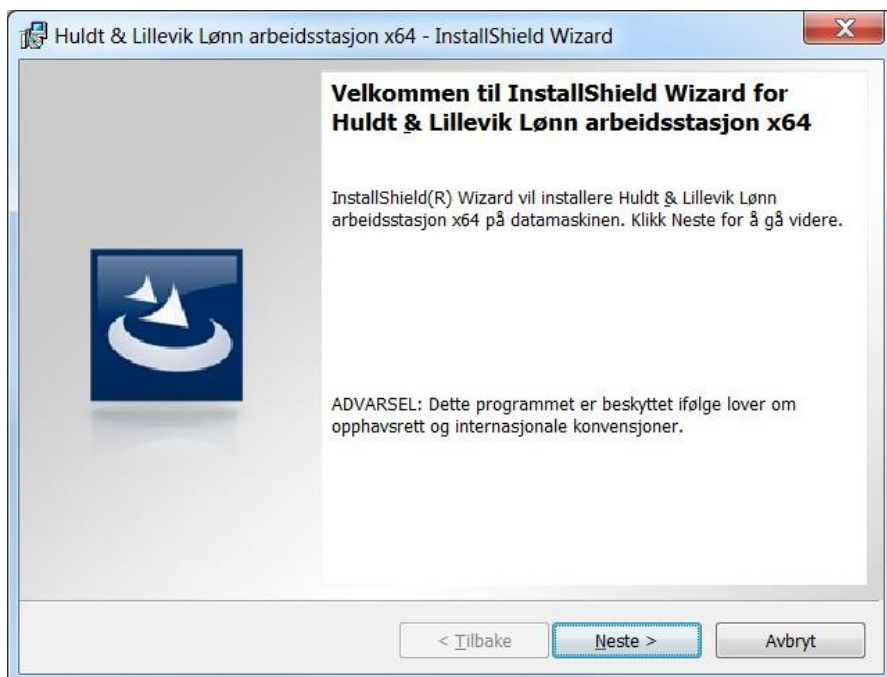 Huldt & Lillevik Lønn arbeidsstasjon x64 - InstallShield Wizard
Velkommen til InstallShield Wizard for
Huldt & Lillevik Lønn arbeidsstasjon x64
InstallShield(R) Wizard vil installere Huldt & Lillevik Lønn
arbeidsstasjon x64 på datamaskinen. Klikk Neste for å gå videre.
ADVARSEL: Dette programmet er beskyttet ifølge lover om
opphavsrett og internasjonale konvensjoner.
< Tilbake Neste > Avbryt